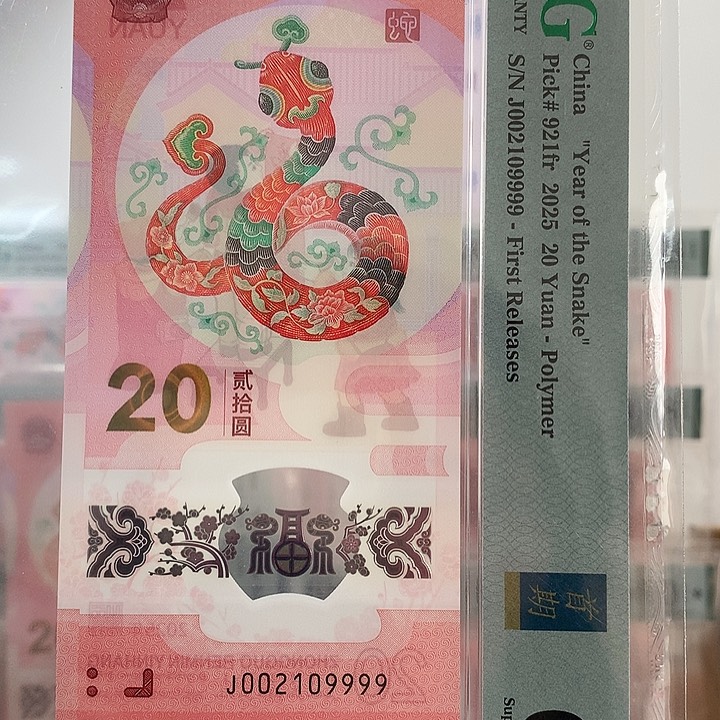 20
贰拾圆
J002109999
G®
China "Year of the Snake"
Pick# 921fr 2025 20 Yuan - Polymer
S/N J002109999 - First Releases
首期